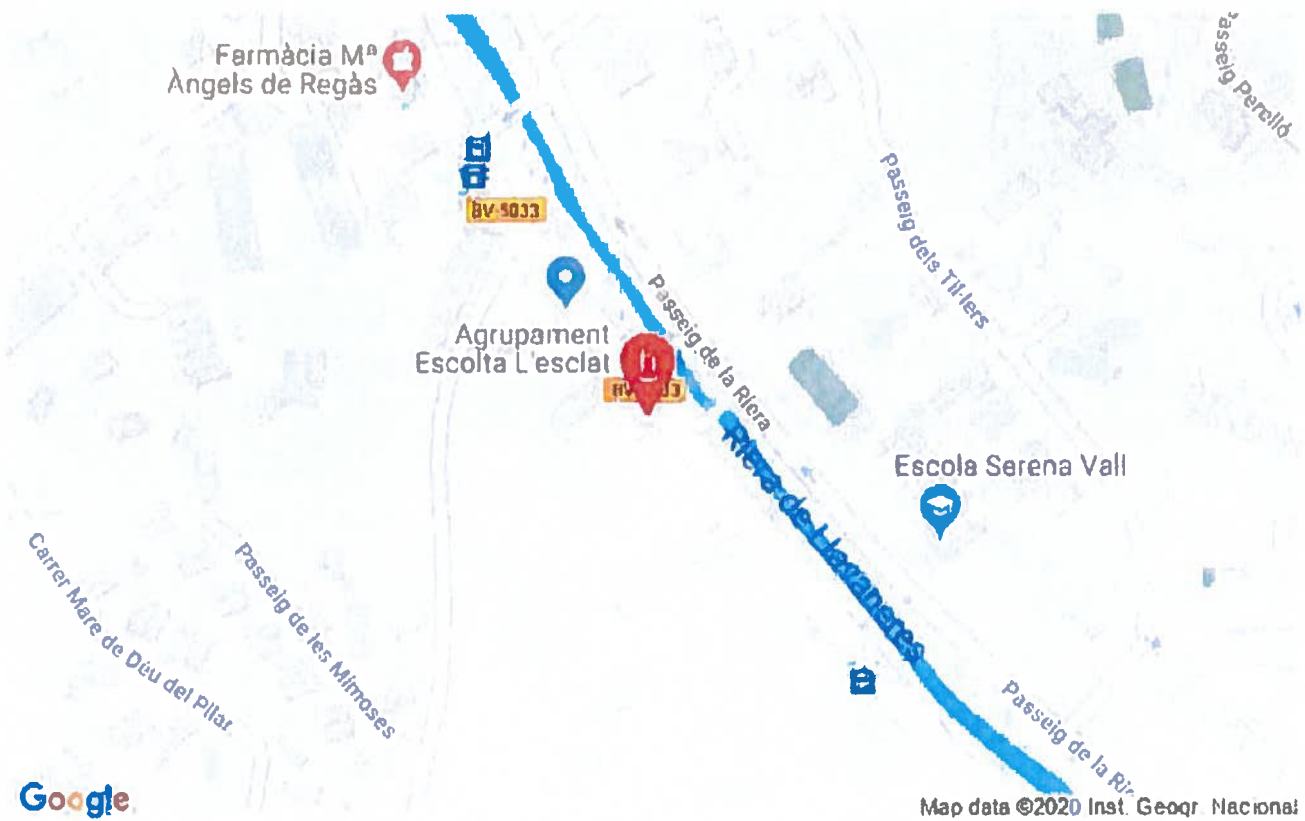 Farmàcia Mª
Àngels de Regàs
BV-5033
Agrupament
Escolta L'esclat
Passeig de la Riera
Passeig dels Til·lers
Perelló
Riera de Llavaneres
Escola Serena Vall
Carrer Mare de Déu del Pilar
Passeig de les Mimoses
Passeig de la Ri
Google
Map data ©2020 Inst. Geogr. Nacional